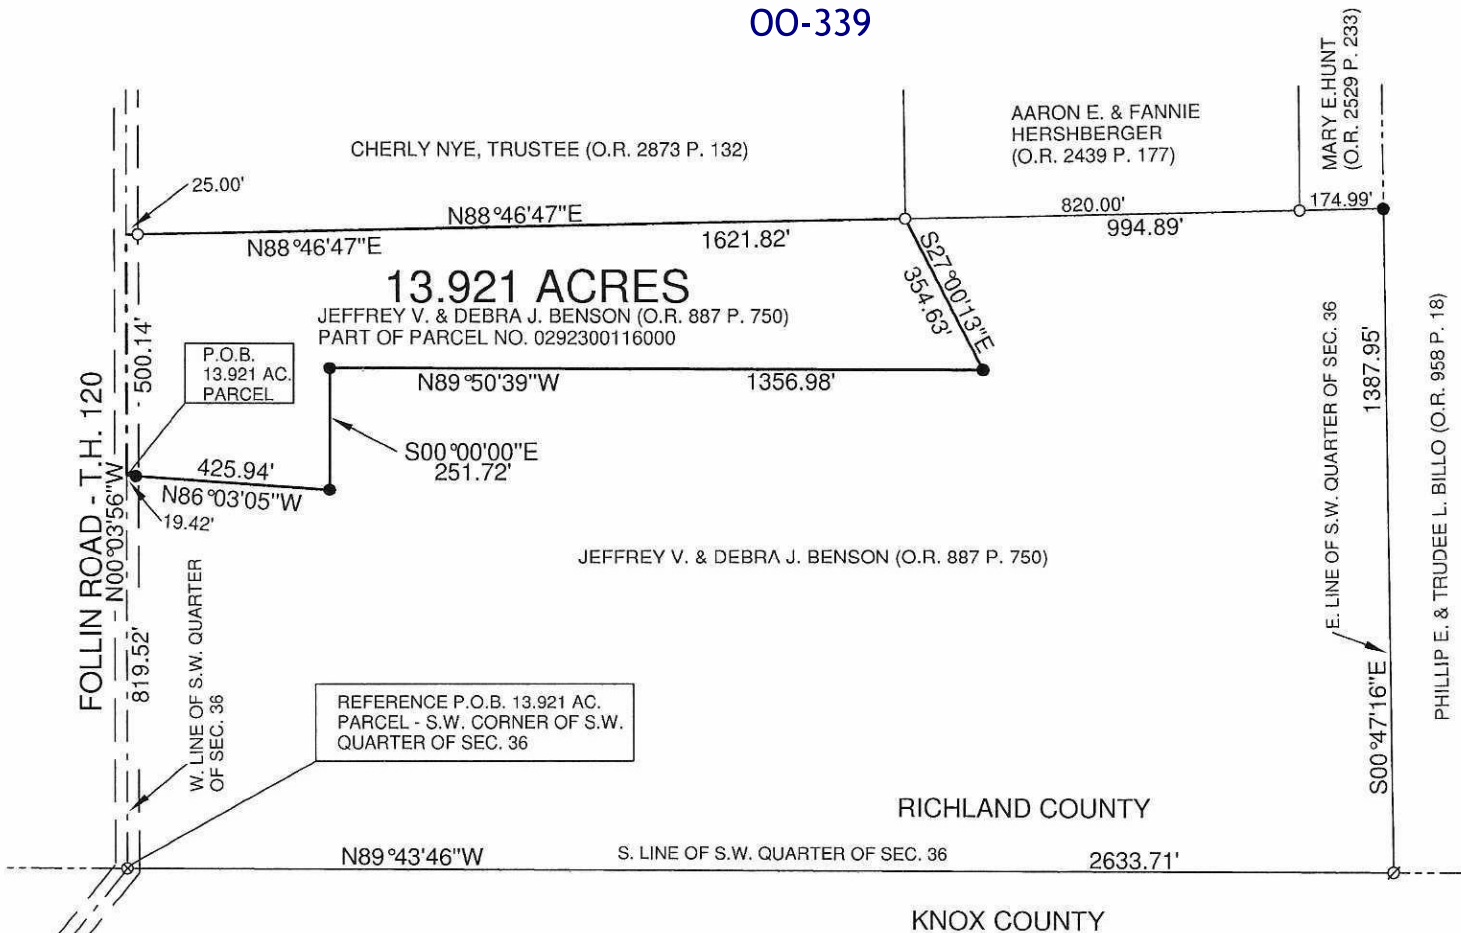 OO-339
MARY E.HUNT
(O.R. 2529 P. 233)
AARON E. & FANNIE
HERSHBERGER
(O.R. 2439 P. 177)
CHERLY NYE, TRUSTEE (O.R. 2873 P. 132)
25.00'
N88°46'47"E
820.00'
174.99'
N88°46'47"E
1621.82'
994.89'
S27°00'13"E
354.63'
13.921 ACRES
JEFFREY V. & DEBRA J. BENSON (O.R. 887 P. 750)
PART OF PARCEL NO. 0292300116000
500.14'
P.O.B.
13.921 AC.
PARCEL
N89°50'39"W
1356.98'
S00°00'00"E
251.72'
425.94'
N86°03'05"W
19.42'
FOLLIN ROAD - T.H. 120
N00°03'56"W
819.52'
W. LINE OF S.W. QUARTER
OF SEC. 36
JEFFREY V. & DEBRA J. BENSON (O.R. 887 P. 750)
E. LINE OF S.W. QUARTER OF SEC. 36
1387.95'
S00°47'16"E
PHILLIP E. & TRUDEE L. BILLO (O.R. 958 P. 18)
REFERENCE P.O.B. 13.921 AC.
PARCEL - S.W. CORNER OF S.W.
QUARTER OF SEC. 36
RICHLAND COUNTY
N89°43'46"W
S. LINE OF S.W. QUARTER OF SEC. 36
2633.71'
KNOX COUNTY